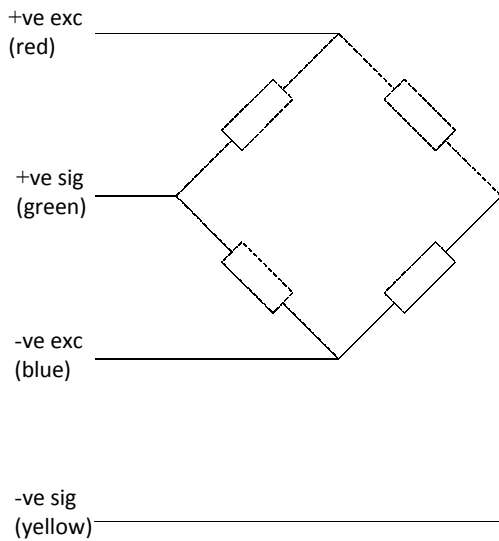 +ve exc
(red)
+ve sig
(green)
-ve exc
(blue)
-ve sig
(yellow)